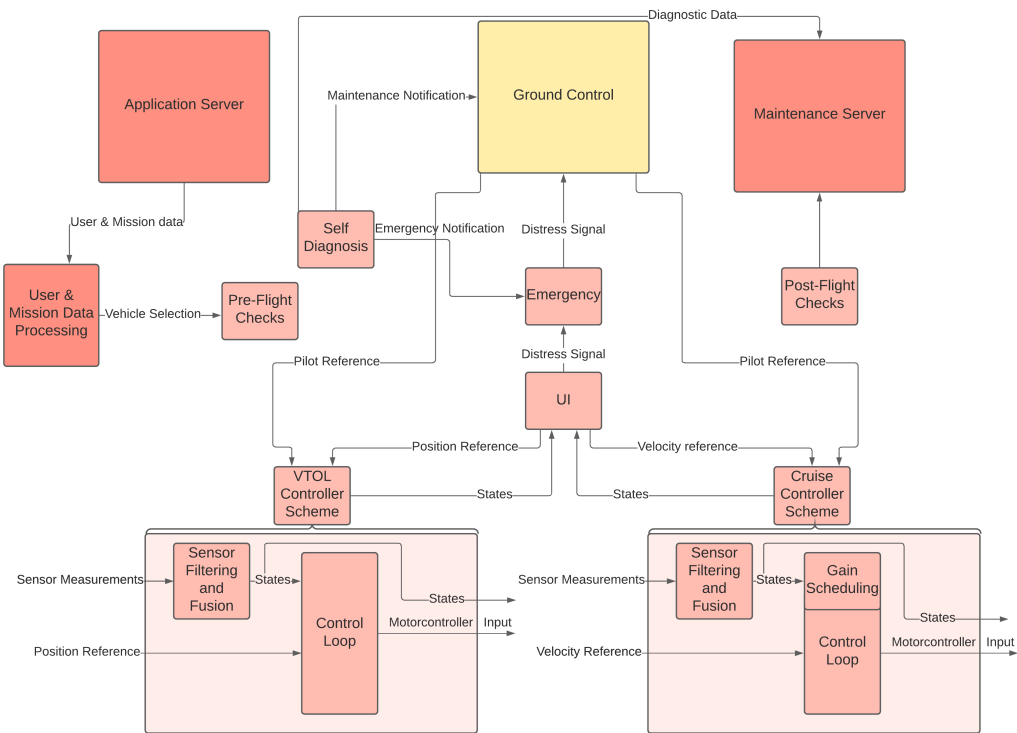 Diagnostic Data
Application Server
Maintenance Notification
Ground Control
Maintenance Server
User & Mission data
Self
Diagnosis
Emergency Notification
Distress Signal
User &
Mission Data
Processing
Vehicle Selection
Pre-Flight
Checks
Emergency
Post-Flight
Checks
Pilot Reference
Distress Signal
Pilot Reference
UI
Position Reference
Velocity reference
VTOL
Controller
Scheme
States
States
Cruise
Controller
Scheme
Sensor Measurements
Sensor
Filtering
and
Fusion
States
Control
Loop
States
Motorcontroller Input
Position Reference
Sensor Measurements
Sensor
Filtering
and
Fusion
States
Gain
Scheduling
Control
Loop
States
Motorcontroller Input
Velocity Reference